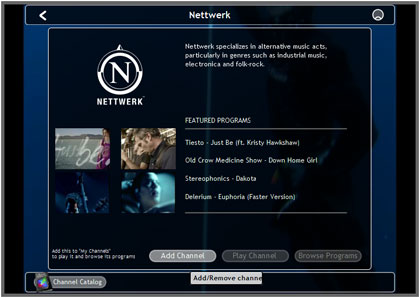 Nettwerk
Nettwerk specializes in alternative music acts,
particularly in genres such as industrial music,
electronica and folk-rock.
N
NETTWERK
FEATURED PROGRAMS
Tiesto - Just Be (ft. Kristy Hawkshaw)
Old Crow Medicine Show - Down Home Girl
Stereophonics - Dakota
Delerium - Euphoria (Faster Version)
Add this to "My Channels"
to play it and browse its programs
Add Channel
Play Channel
Browse Programs
Channel Catalog
Add/Remove channe